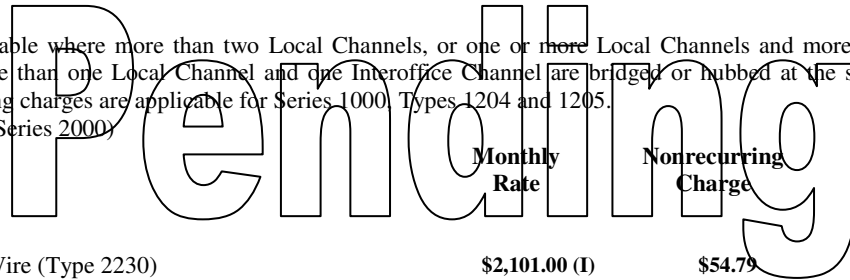 able where more than two Local Channels, or one or more Local Channels and more
e than one Local Channel and one Interoffice Channel are bridged or hubbed at the s
ng charges are applicable for Series 1000, Types 1204 and 1205.
Series 2000)
Pending
Monthly Nonrecurring
Rate Charge
Wire (Type 2230) $2,101.00 (I) $54.79